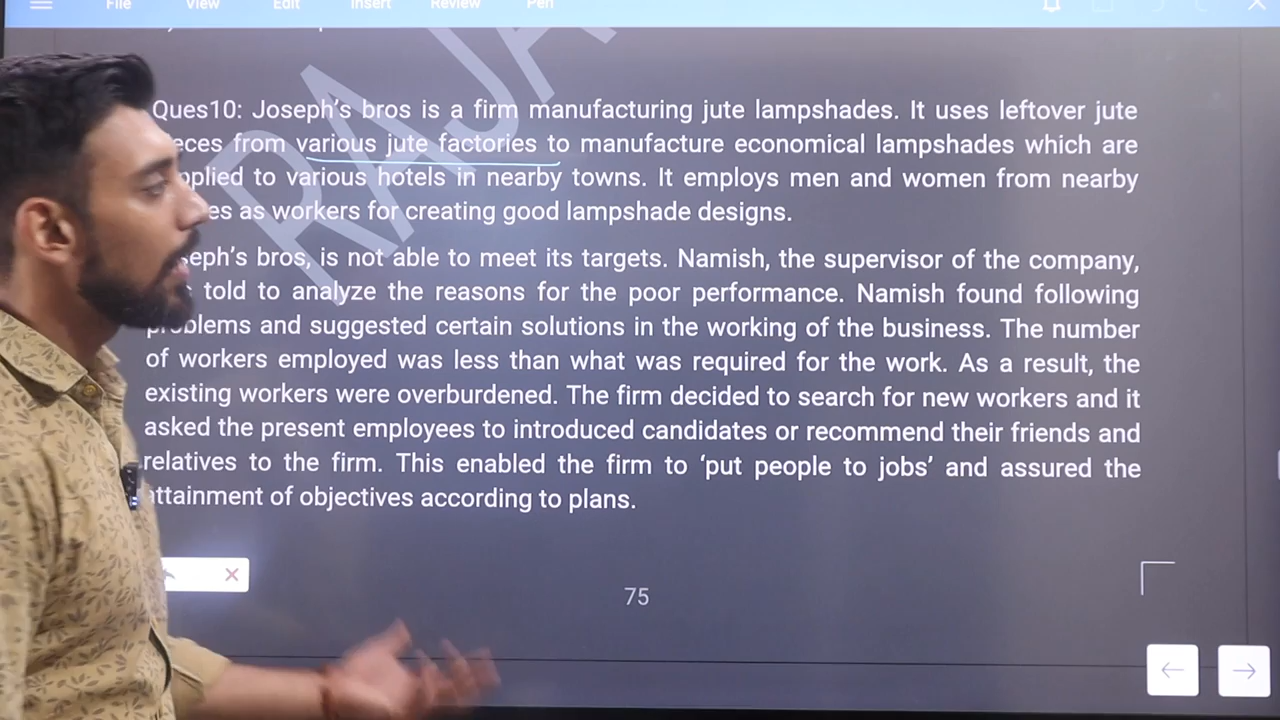 File View Edit Insert Review Pen
RAJA
Ques10: Joseph's bros is a firm manufacturing jute lampshades. It uses leftover jute
from various jute factories to manufacture economical lampshades which are
to various hotels in nearby towns. It employs men and women from nearby
as workers for creating good lampshade designs.
bros, is not able to meet its targets. Namish, the supervisor of the company,
told to analyze the reasons for the poor performance. Namish found following
problems and suggested certain solutions in the working of the business. The number
of workers employed was less than what was required for the work. As a result, the
existing workers were overburdened. The firm decided to search for new workers and it
asked the present employees to introduced candidates or recommend their friends and
relatives to the firm. This enabled the firm to ‘put people to jobs’ and assured the
attainment of objectives according to plans.
75